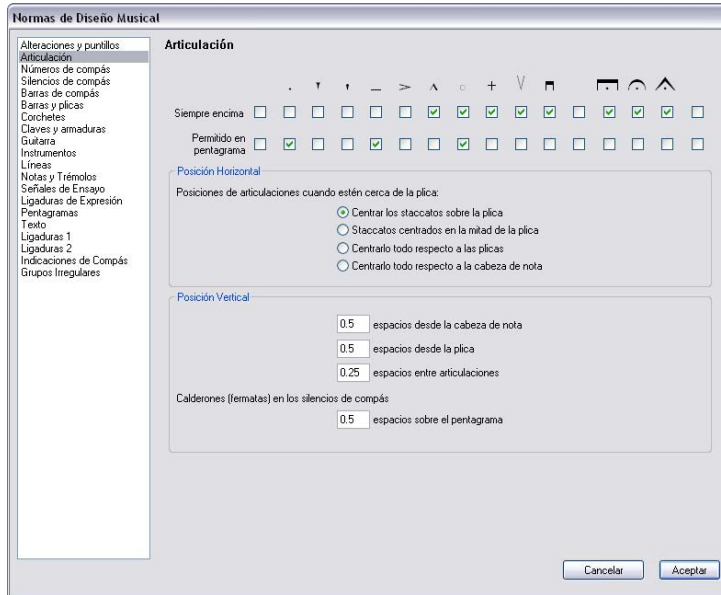 Normas de Diseño Musical
Alteraciones y puntillos
Articulación
Números de compás
Silencios de compás
Barras de compás
Barras y plicas
Corchetes
Claves y armaduras
Guitarra
Instrumentos
Líneas
Notas y Trémolos
Señales de Ensayo
Ligaduras de Expresión
Pentagramas
Texto
Ligaduras 1
Ligaduras 2
Indicaciones de Compás
Grupos Irregulares
Articulación
Siempre encima
Permitido en
pentagrama
Posición Horizontal
Posiciones de articulaciones cuando estén cerca de la plica:
Centrar los staccatos sobre la plica
Staccatos centrados en la mitad de la plica
Centrarlo todo respecto a las plicas
Centrarlo todo respecto a la cabeza de nota
Posición Vertical
0.5 espacios desde la cabeza de nota
0.5 espacios desde la plica
0.25 espacios entre articulaciones
Calderones (fermatas) en los silencios de compás
0.5 espacios sobre el pentagrama
Cancelar Aceptar